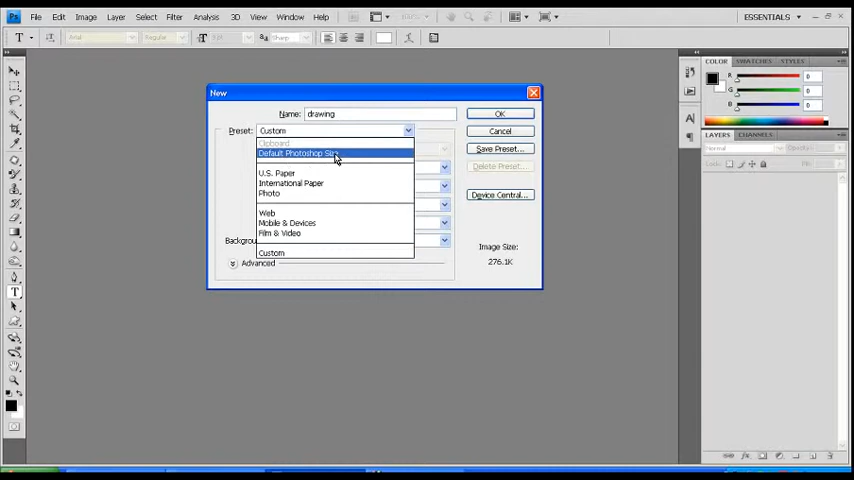 Ps File Edit Image Layer Select Filter Analysis 3D View Window Help
ESSENTIALS
T Arial Regular Sharp
COLOR SWATCHES STYLES
0
0
0
New
Name: drawing
OK
Preset: Custom
Cancel
Clipboard
Default Photoshop Size
Save Preset...
Delete Preset...
U.S. Paper
International Paper
Photo
Device Central...
Web
Mobile & Devices
Film & Video
Custom
Advanced
Image Size:
276.1K
LAYERS CHANNELS
Normal
Lock: